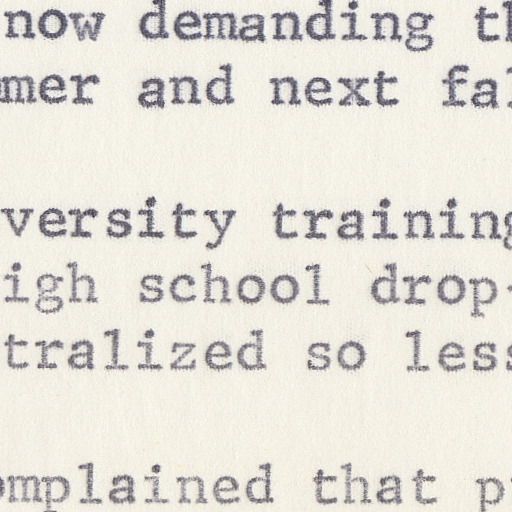 now demanding th
mer and next fal
versity training
igh school drop-
tralized so less
omplained that p